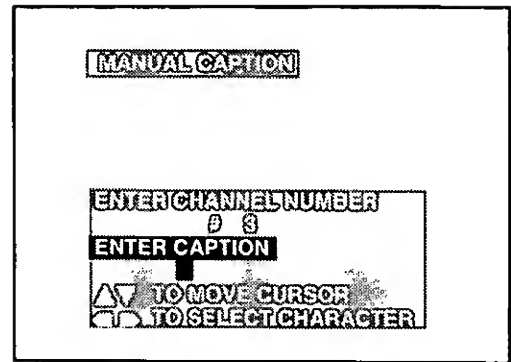 MANUAL CAPTION
ENTER CHANNEL NUMBER
# 3
ENTER CAPTION
TO MOVE CURSOR
TO SELECT CHARACTER